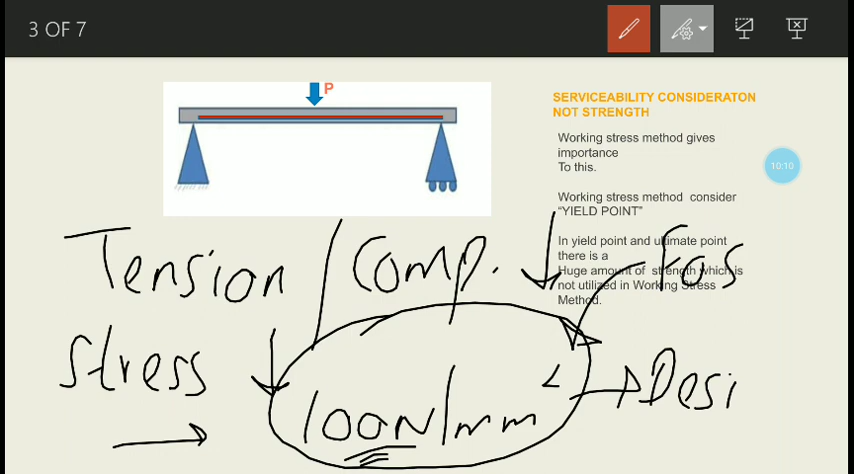 3 OF 7
P
SERVICEABILITY CONSIDERATON
NOT STRENGTH
Working stress method gives
importance
To this.
10:10
Working stress method consider
"YIELD POINT"
In yield point and ultimate point
there is a
Huge amount of strength which is
not utilized in Working Stress
Method.
Tension / Comp. FOS
Stress
100N/mm Desi